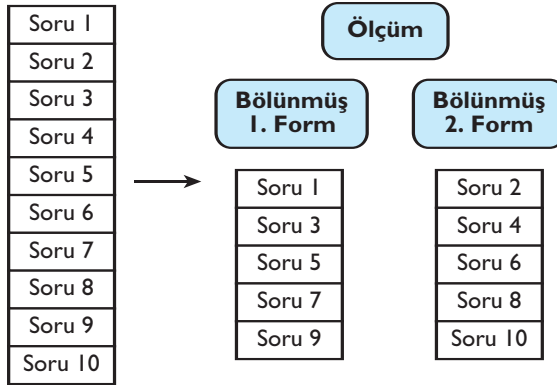 Soru 1
Soru 2
Soru 3
Soru 4
Soru 5
Soru 6
Soru 7
Soru 8
Soru 9
Soru 10
Ölçüm
Bölünmüş
1. Form
Soru 1
Soru 3
Soru 5
Soru 7
Soru 9
Bölünmüş
2. Form
Soru 2
Soru 4
Soru 6
Soru 8
Soru 10